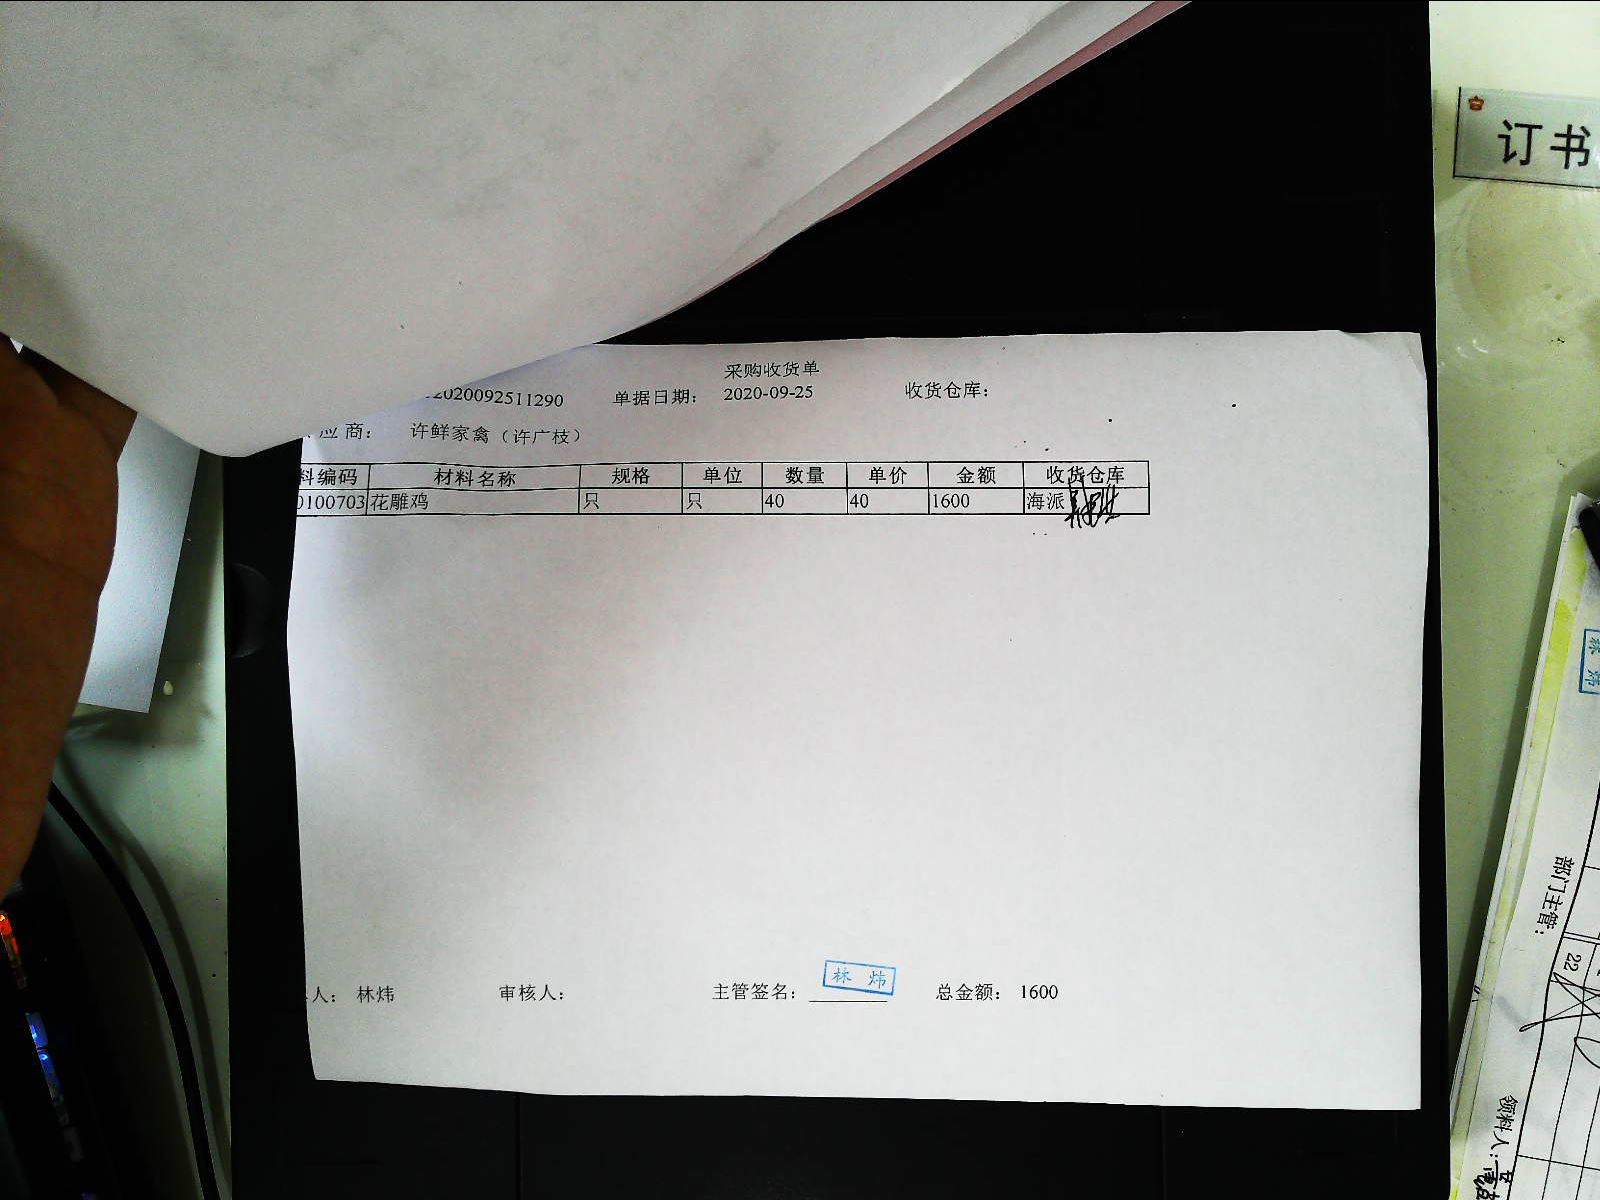 订书
采购收货单
2020092511290 单据日期： 2020-09-25 收货仓库：
应商： 许鲜家禽（许广枝）
料编码 材料名称 规格 单位 数量 单价 金额 收货仓库
0100703 花雕鸡 只 只 40 40 1600 海派
人： 林炜 审核人： 主管签名： 林炜 总金额： 1600
林炜
部门主管：
22
领料人：